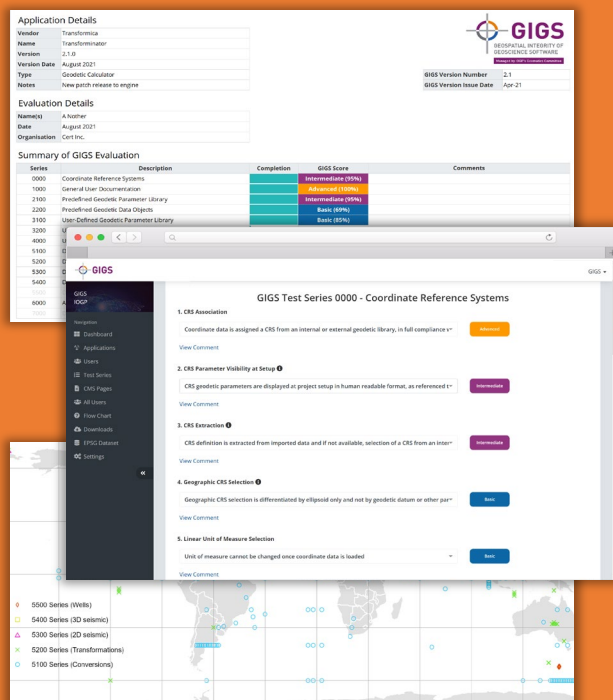 Application Details
Vendor Transformica
Name Transforminator
Version 2.1.0
Version Date August 2021
Type Geodetic Calculator
Notes New patch release to engine
GIGS
GEOSPATIAL INTEGRITY OF
GEOSCIENCE SOFTWARE
Managed by IOGP's Geomatics Committee
GIGS Version Number 2.1
GIGS Version Issue Date Apr-21
Evaluation Details
Name(s) A Nother
Date August 2021
Organisation Cert Inc.
Summary of GIGS Evaluation
Series Description Completion GIGS Score Comments
0000 Coordinate Reference Systems Intermediate (95%)
1000 General User Documentation Advanced (100%)
2100 Predefined Geodetic Parameter Library Intermediate (95%)
2200 Predefined Geodetic Data Objects Basic (69%)
3100 User-Defined Geodetic Parameter Library Basic (85%)
3200 U
4000 U
5100 D
5200 D
5300 D
5400 D
6000 A
7000
GIGS
GIGS
GIGS
IOGP
Navigation
Dashboard
Applications
Users
Test Series
CMS Pages
All Users
Flow Chart
Downloads
EPSG Dataset
Settings
«
GIGS Test Series 0000 - Coordinate Reference Systems
1. CRS Association
Coordinate data is assigned a CRS from an internal or external geodetic library, in full compliance v Advanced
View Comment
2. CRS Parameter Visibility at Setup
CRS geodetic parameters are displayed at project setup in human readable format, as referenced t Intermediate
View Comment
3. CRS Extraction
CRS definition is extracted from imported data and if not available, selection of a CRS from an inter Intermediate
View Comment
4. Geographic CRS Selection
Geographic CRS selection is differentiated by ellipsoid only and not by geodetic datum or other par Basic
View Comment
5. Linear Unit of Measure Selection
Unit of measure cannot be changed once coordinate data is loaded Basic
View Comment
5500 Series (Wells)
5400 Series (3D seismic)
5300 Series (2D seismic)
5200 Series (Transformations)
5100 Series (Conversions)